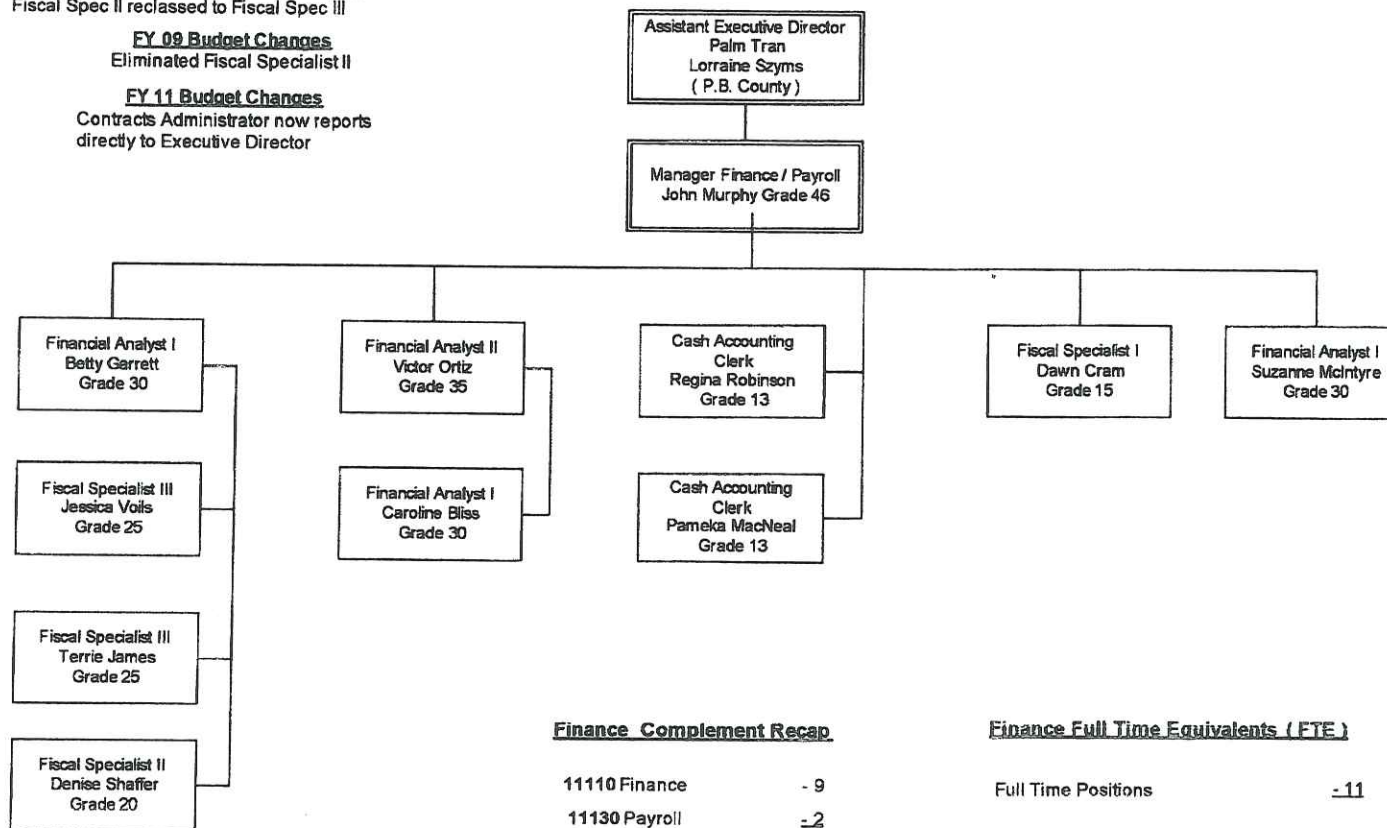 Fiscal Spec II reclassed to Fiscal Spec III
FY 09 Budget Changes
Eliminated Fiscal Specialist II
FY 11 Budget Changes
Contracts Administrator now reports
directly to Executive Director
Assistant Executive Director
Palm Tran
Lorraine Szyms
( P.B. County )
Manager Finance / Payroll
John Murphy Grade 46
Financial Analyst I
Betty Garrett
Grade 30
Financial Analyst II
Victor Ortiz
Grade 35
Cash Accounting
Clerk
Regina Robinson
Grade 13
Fiscal Specialist I
Dawn Cram
Grade 15
Financial Analyst I
Suzanne McIntyre
Grade 30
Fiscal Specialist III
Jessica Voils
Grade 25
Financial Analyst I
Caroline Bliss
Grade 30
Cash Accounting
Clerk
Pameka MacNeal
Grade 13
Fiscal Specialist III
Terrie James
Grade 25
Fiscal Specialist II
Denise Shaffer
Grade 20
Finance Complement Recap
11110 Finance - 9
11130 Payroll - 2
Finance Full Time Equivalents ( FTE )
Full Time Positions - 11